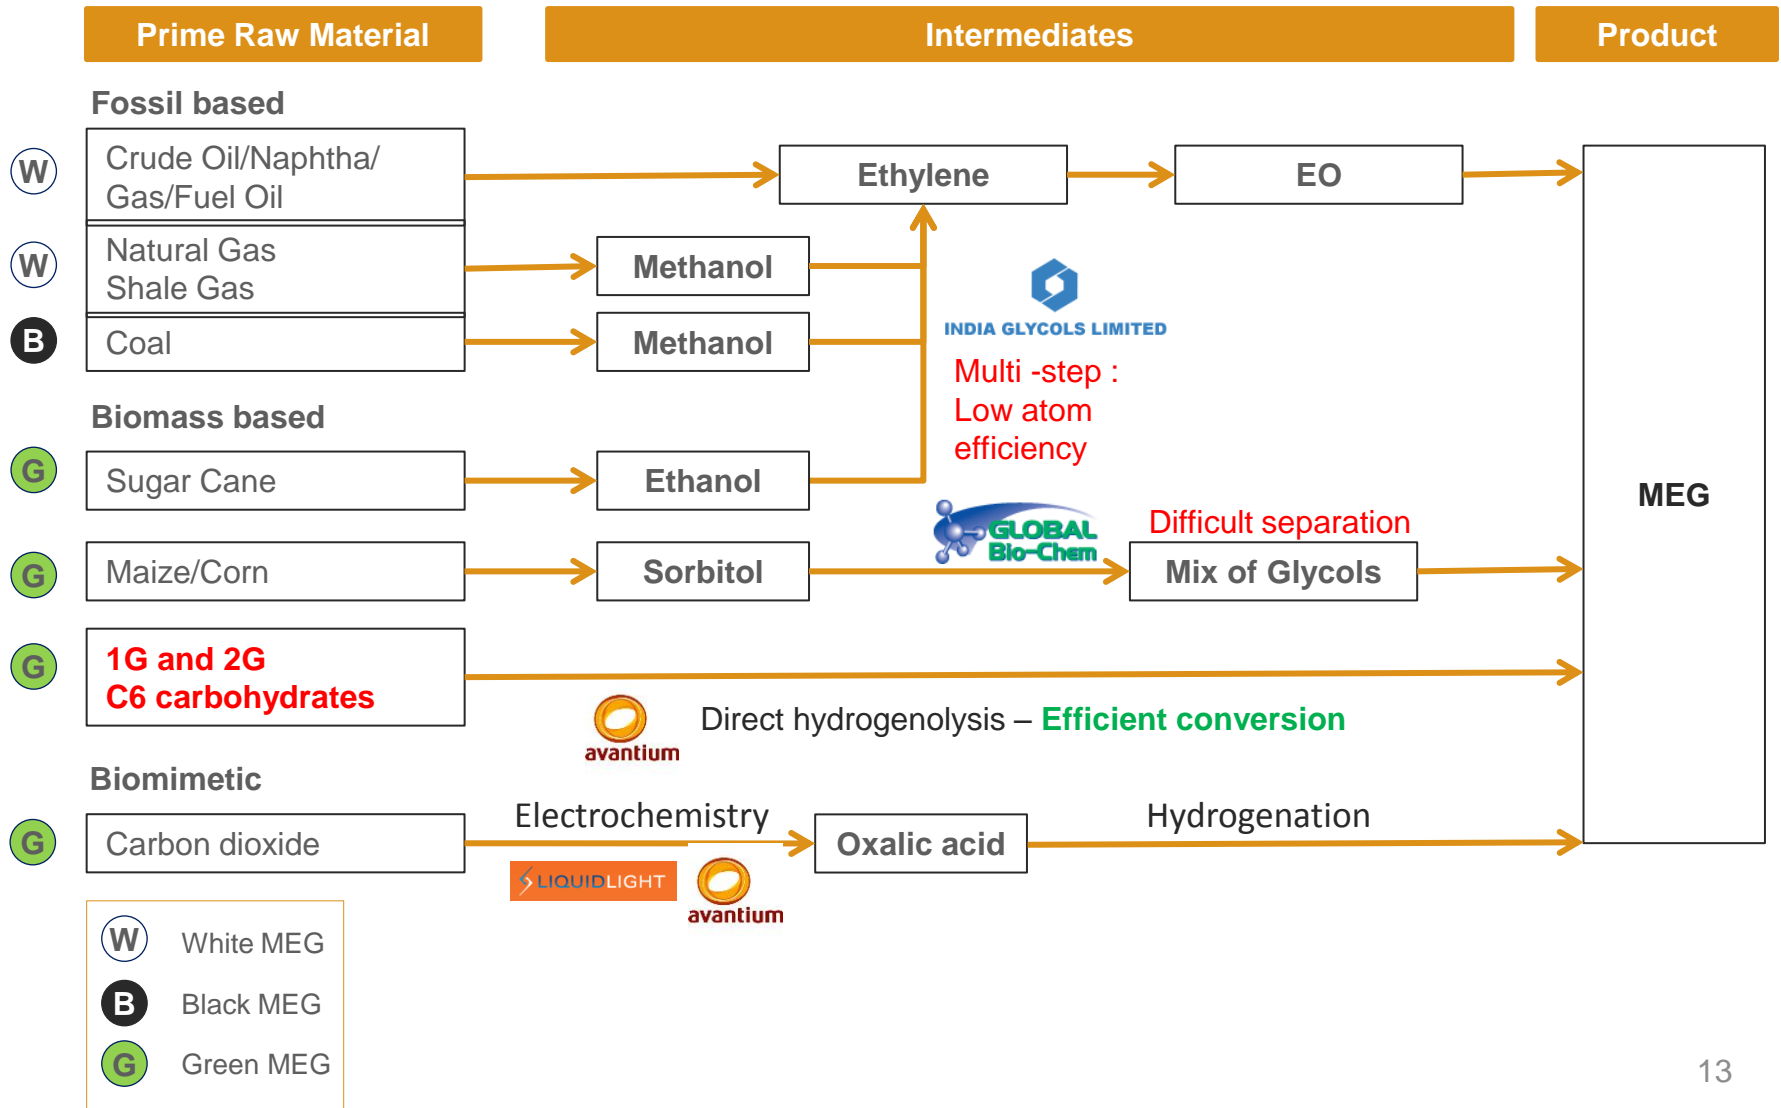 Prime Raw Material
Intermediates
Product
Fossil based
W
Crude Oil/Naphtha/
Gas/Fuel Oil
Ethylene
EO
W
Natural Gas
Shale Gas
Methanol
B
Coal
Methanol
INDIA GLYCOLS LIMITED
Multi -step :
Low atom
efficiency
Biomass based
G
Sugar Cane
Ethanol
MEG
GLOBAL
Bio-Chem
Difficult separation
G
Maize/Corn
Sorbitol
Mix of Glycols
G
1G and 2G
C6 carbohydrates
avantium
Direct hydrogenolysis – Efficient conversion
Biomimetic
G
Carbon dioxide
Electrochemistry
Oxalic acid
Hydrogenation
LIQUIDLIGHT
avantium
W White MEG
B Black MEG
G Green MEG
13